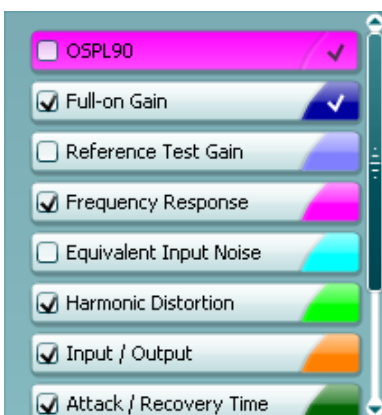 OSPL90
Full-on Gain
Reference Test Gain
Frequency Response
Equivalent Input Noise
Harmonic Distortion
Input / Output
Attack / Recovery Time